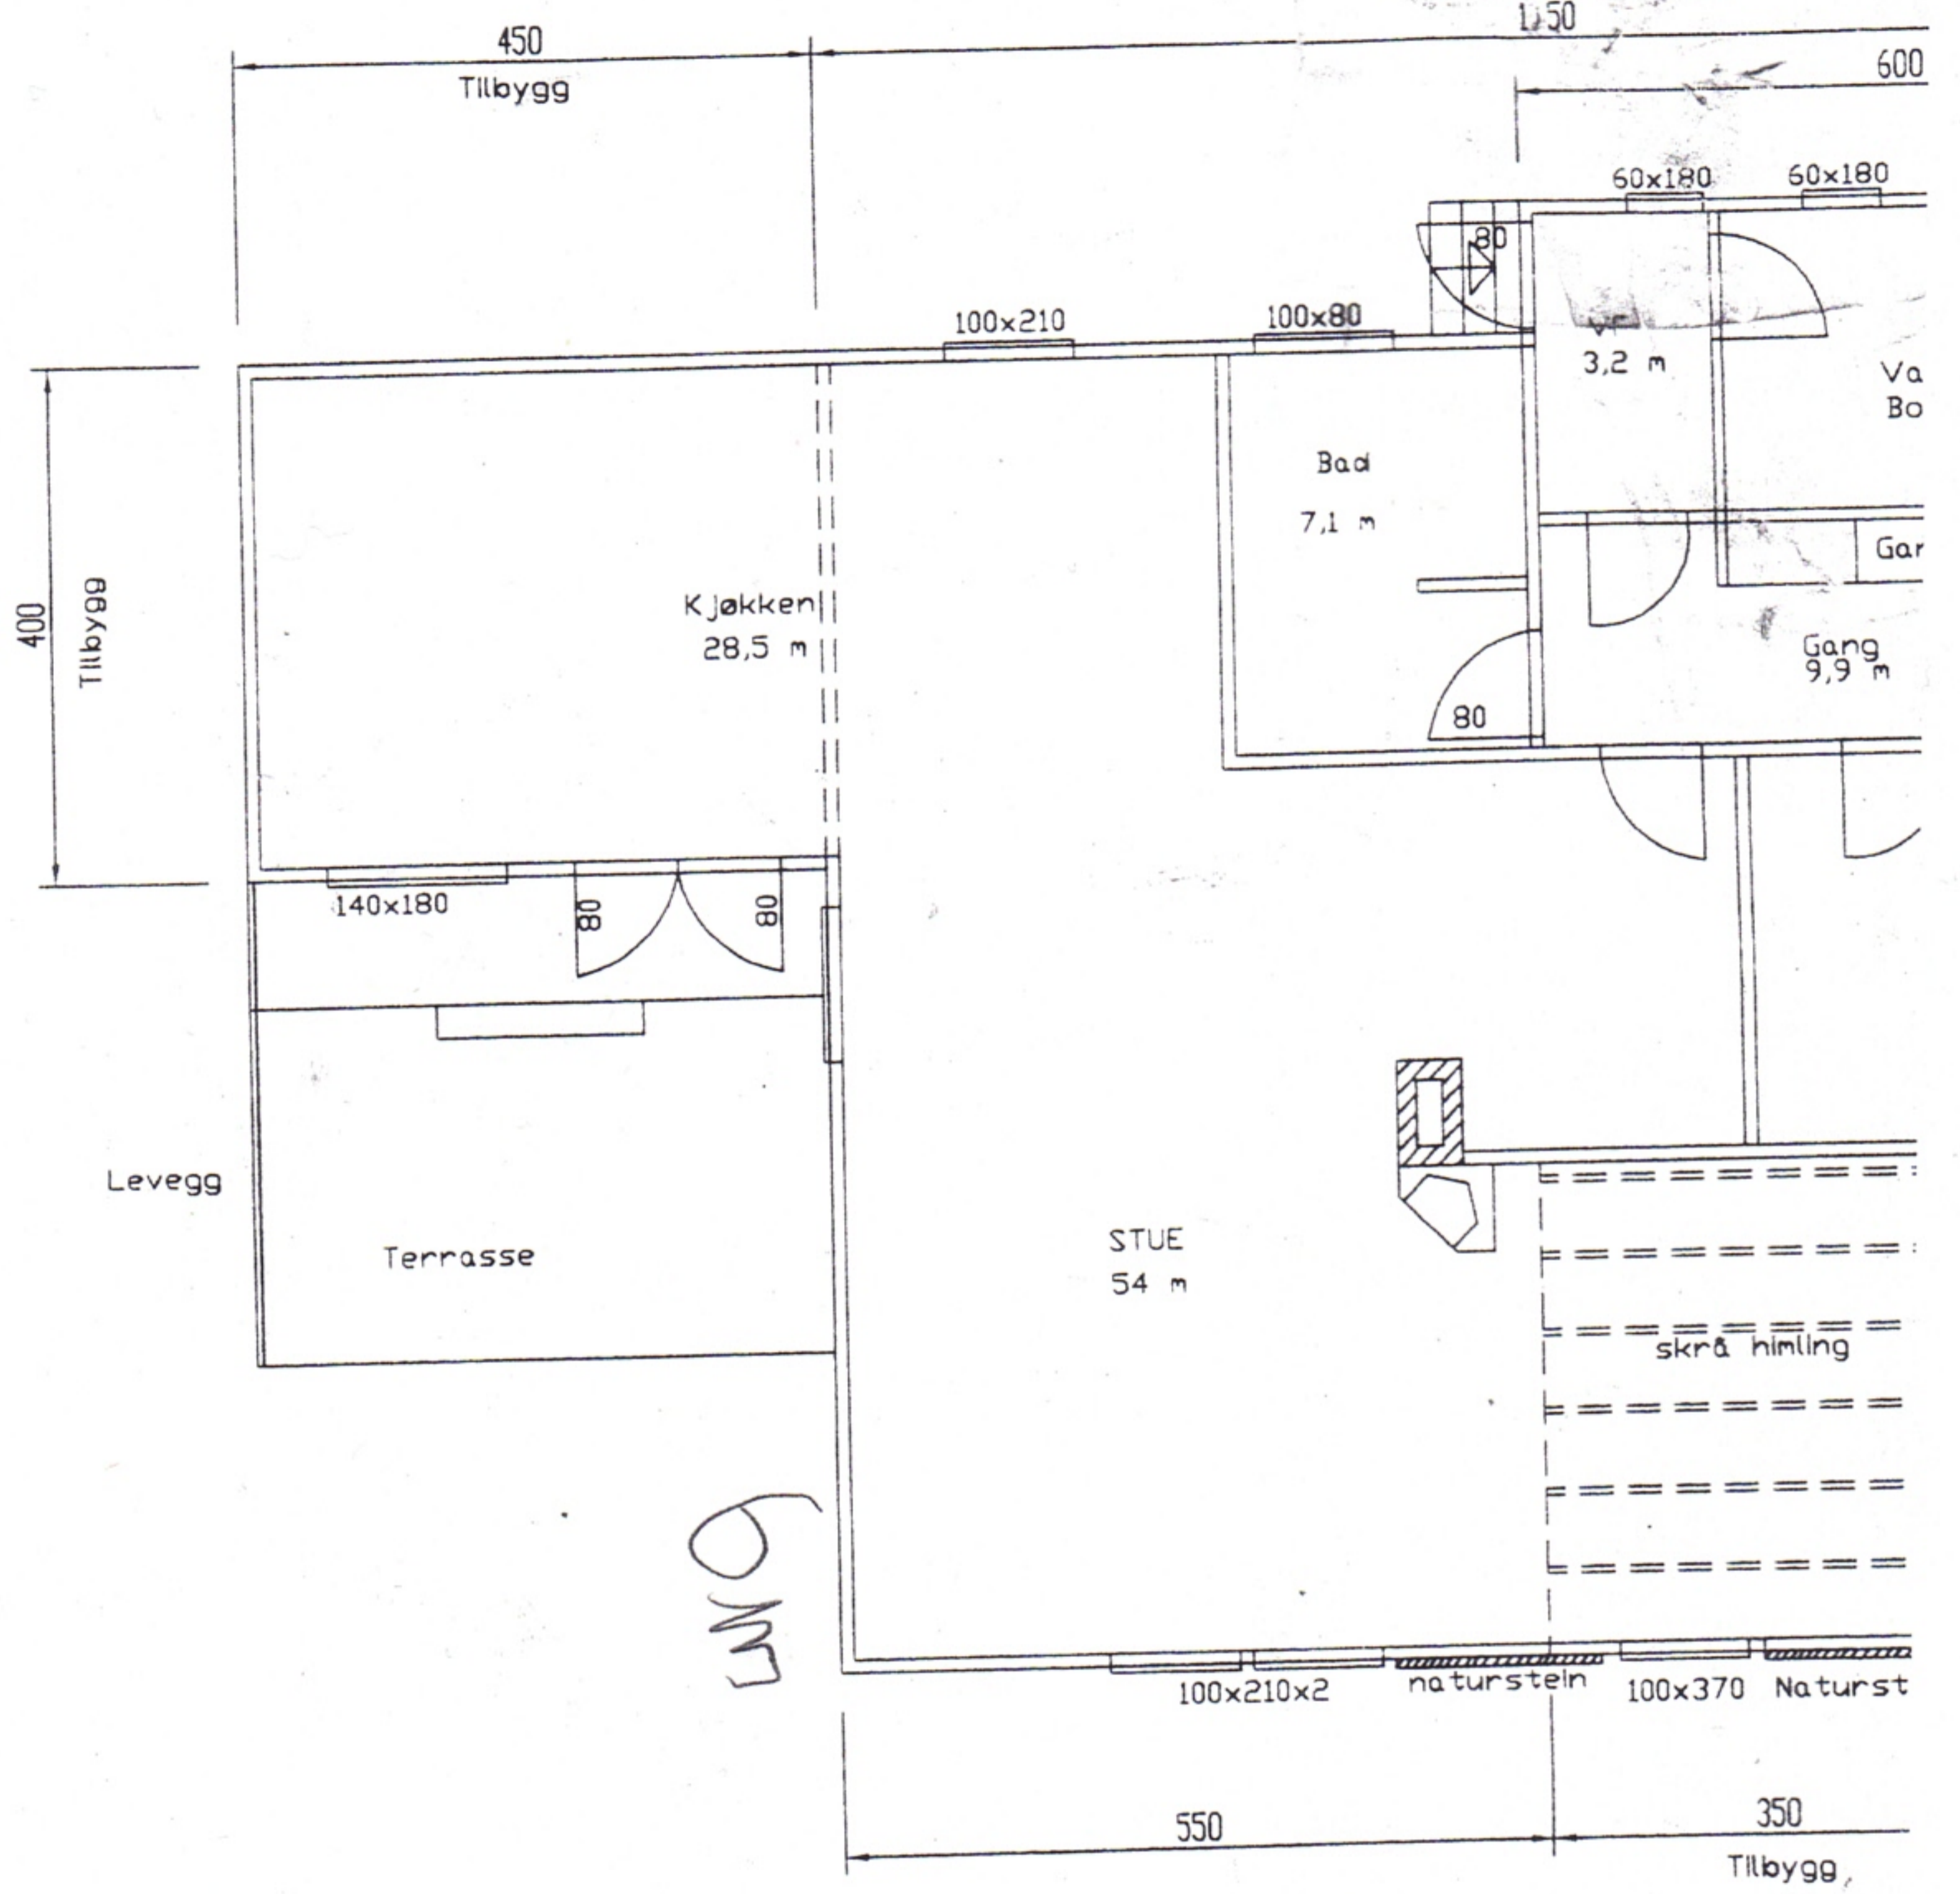 450
Tilbygg
600
60x180
60x180
80
100x210
100x80
VF
3,2 m
Va
Bo
Bad
7,1 m
Gar
Kjøkken
28,5 m
400
Tilbygg
Gang
9,9 m
80
140x180
80
80
Levegg
Terrasse
STUE
54 m
skrå himling
100x210x2
naturstein
100x370
Naturst
550
350
Tilbygg